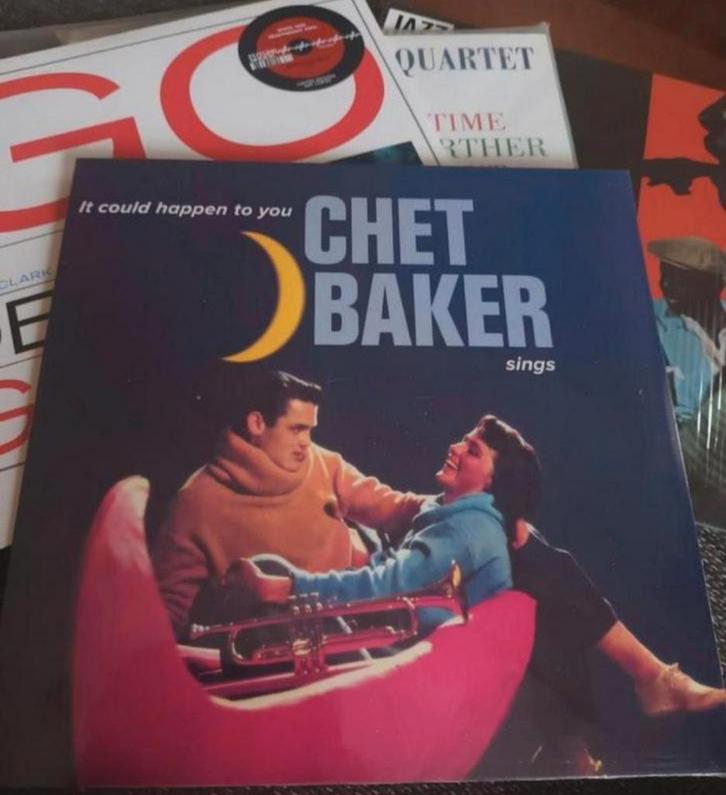 GO
JAZZ
QUARTET
TIME
RTHER
CLARK
It could happen to you
CHET
BAKER
sings